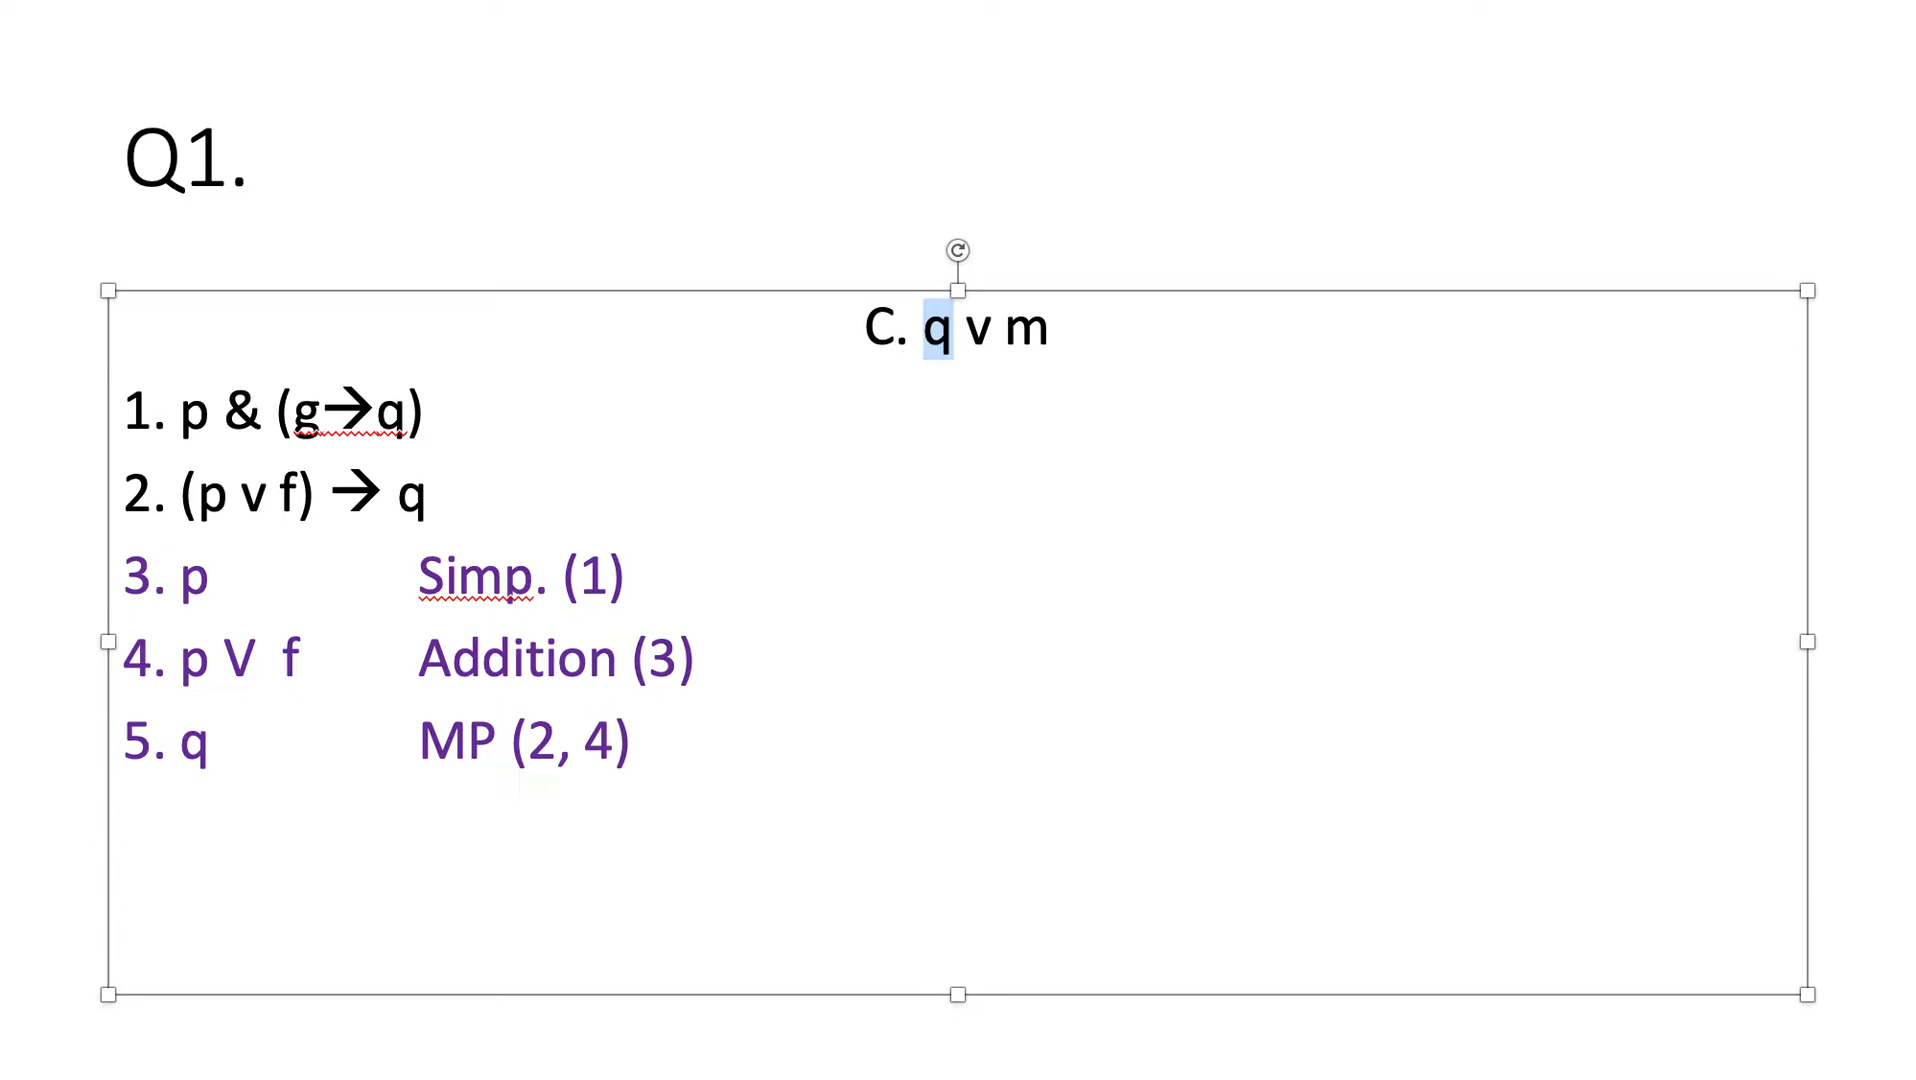 Q1.
C. q v m
1. p & (g→q)
2. (p v f) → q
3. p Simp. (1)
4. p V f Addition (3)
5. q MP (2, 4)